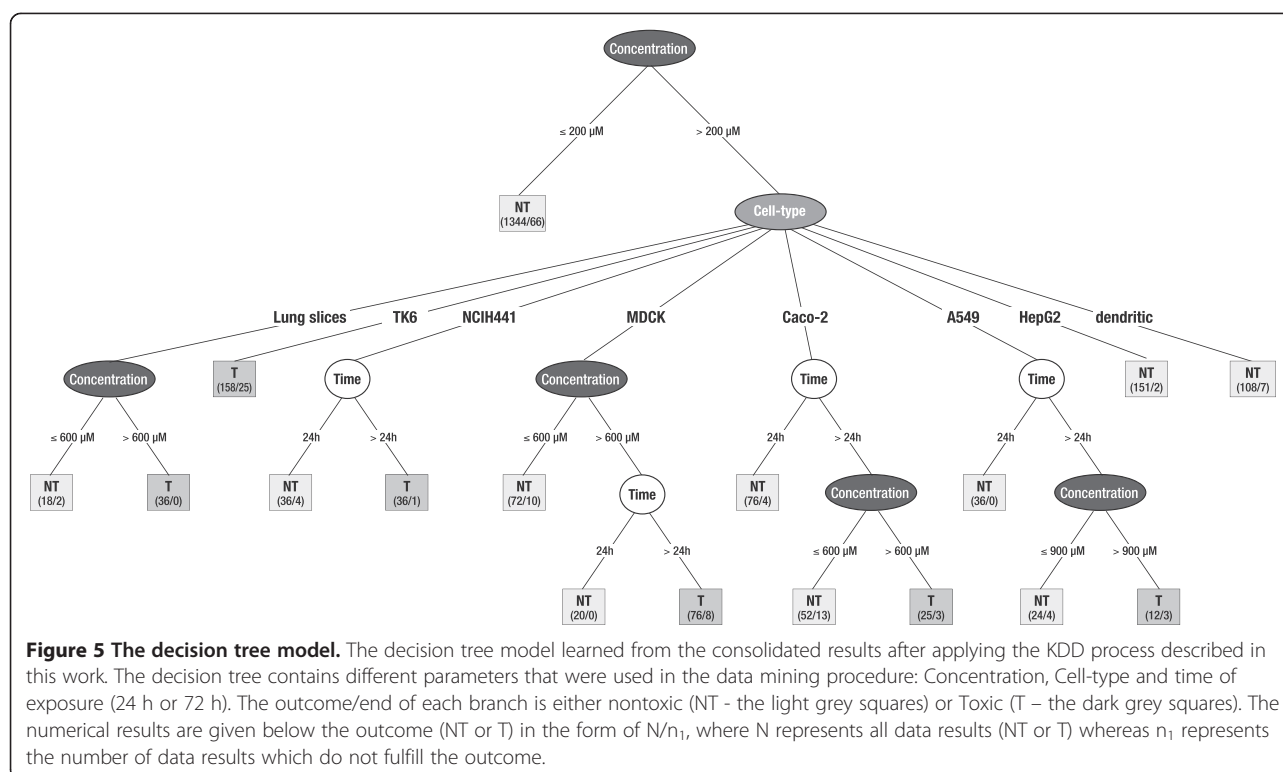 Concentration
≤ 200 µM > 200 µM
NT
(1344/66)
Cell-type
Lung slices TK6 NCIH441 MDCK Caco-2 A549 HepG2 dendritic
Concentration T
(158/25) Time Concentration Time Time NT
(151/2) NT
(108/7)
≤ 600 µM > 600 µM 24h > 24h ≤ 600 µM > 600 µM 24h > 24h 24h > 24h
NT
(18/2) T
(36/0) NT
(36/4) T
(36/1) NT
(72/10) Time NT
(76/4) Concentration NT
(36/0) Concentration
24h > 24h ≤ 600 µM > 600 µM ≤ 900 µM > 900 µM
NT
(20/0) T
(76/8) NT
(52/13) T
(25/3) NT
(24/4) T
(12/3)
Figure 5 The decision tree model. The decision tree model learned from the consolidated results after applying the KDD process described in
this work. The decision tree contains different parameters that were used in the data mining procedure: Concentration, Cell-type and time of
exposure (24 h or 72 h). The outcome/end of each branch is either nontoxic (NT - the light grey squares) or Toxic (T – the dark grey squares). The
numerical results are given below the outcome (NT or T) in the form of N/n₁, where N represents all data results (NT or T) whereas n₁ represents
the number of data results which do not fulfill the outcome.